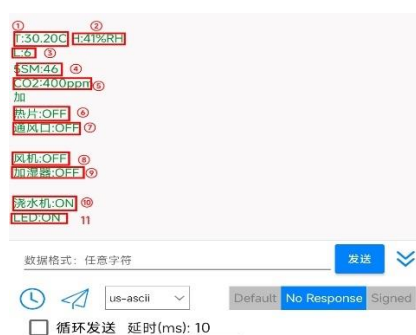 ① ②
T:30.20C H:41%RH
L:6 ③
SSM:46 ④
CO2:400ppm ⑤
加
热片:OFF ⑥
通风口:OFF ⑦
风机:OFF ⑧
加湿器:OFF ⑨
浇水机:ON ⑩
LED:ON 11
数据格式: 任意字符 发送
us-ascii Default No Response Signed
循环发送 延时(ms): 10